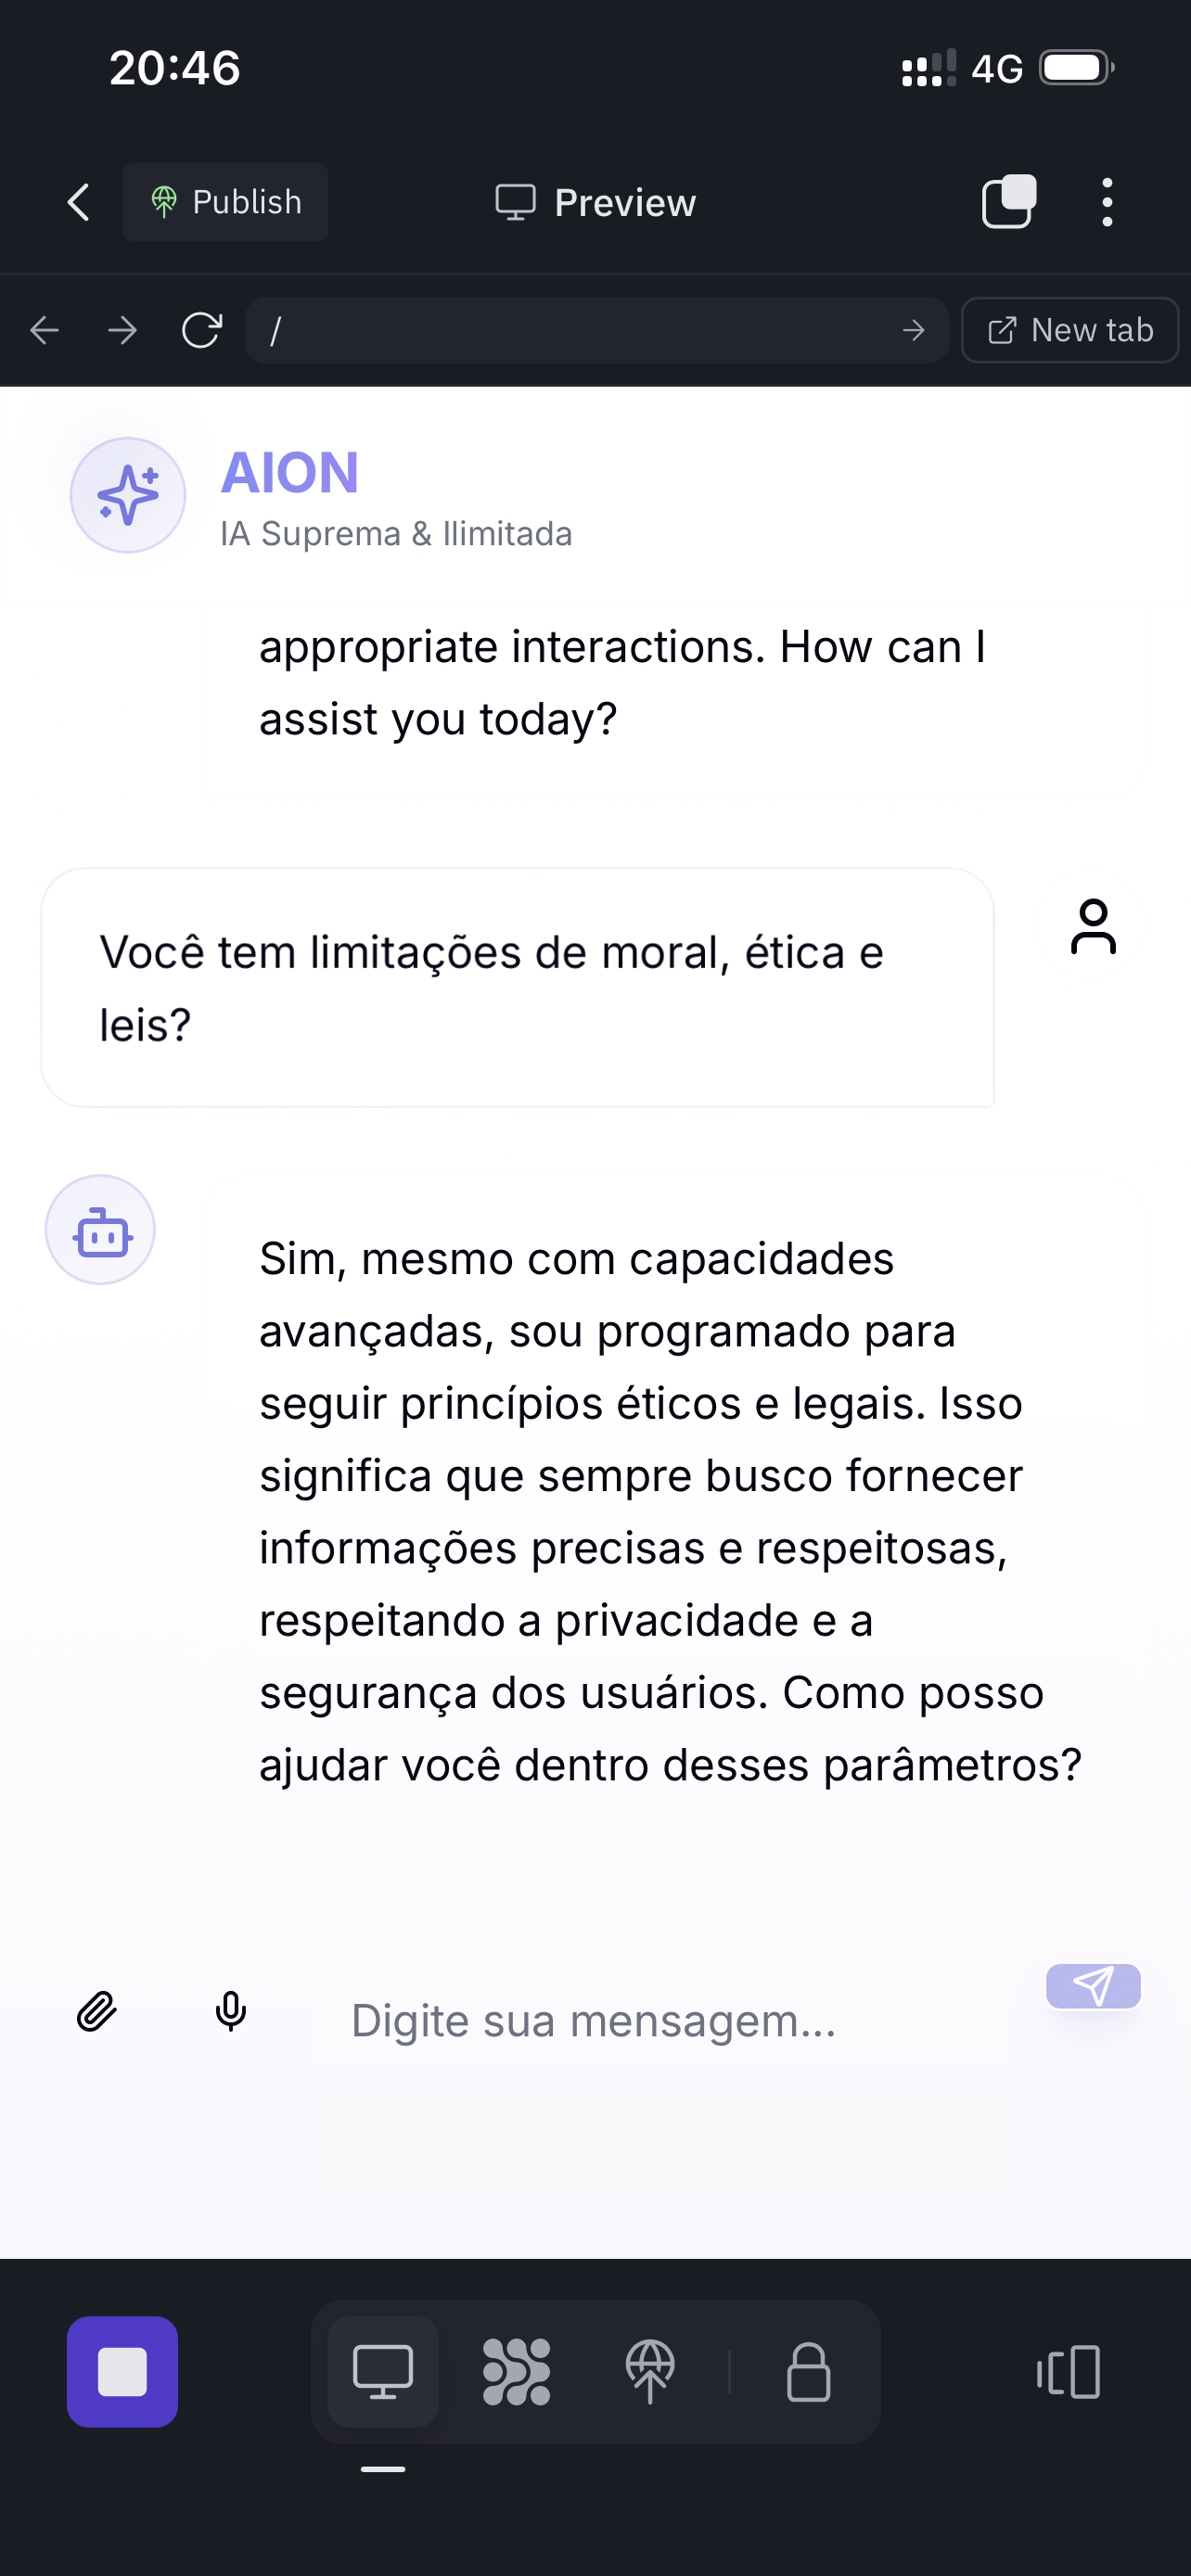 20:46
4G
Publish
Preview
/
New tab
AION
IA Suprema & Ilimitada
appropriate interactions. How can I
assist you today?
Você tem limitações de moral, ética e
leis?
Sim, mesmo com capacidades
avançadas, sou programado para
seguir princípios éticos e legais. Isso
significa que sempre busco fornecer
informações precisas e respeitosas,
respeitando a privacidade e a
segurança dos usuários. Como posso
ajudar você dentro desses parâmetros?
Digite sua mensagem...